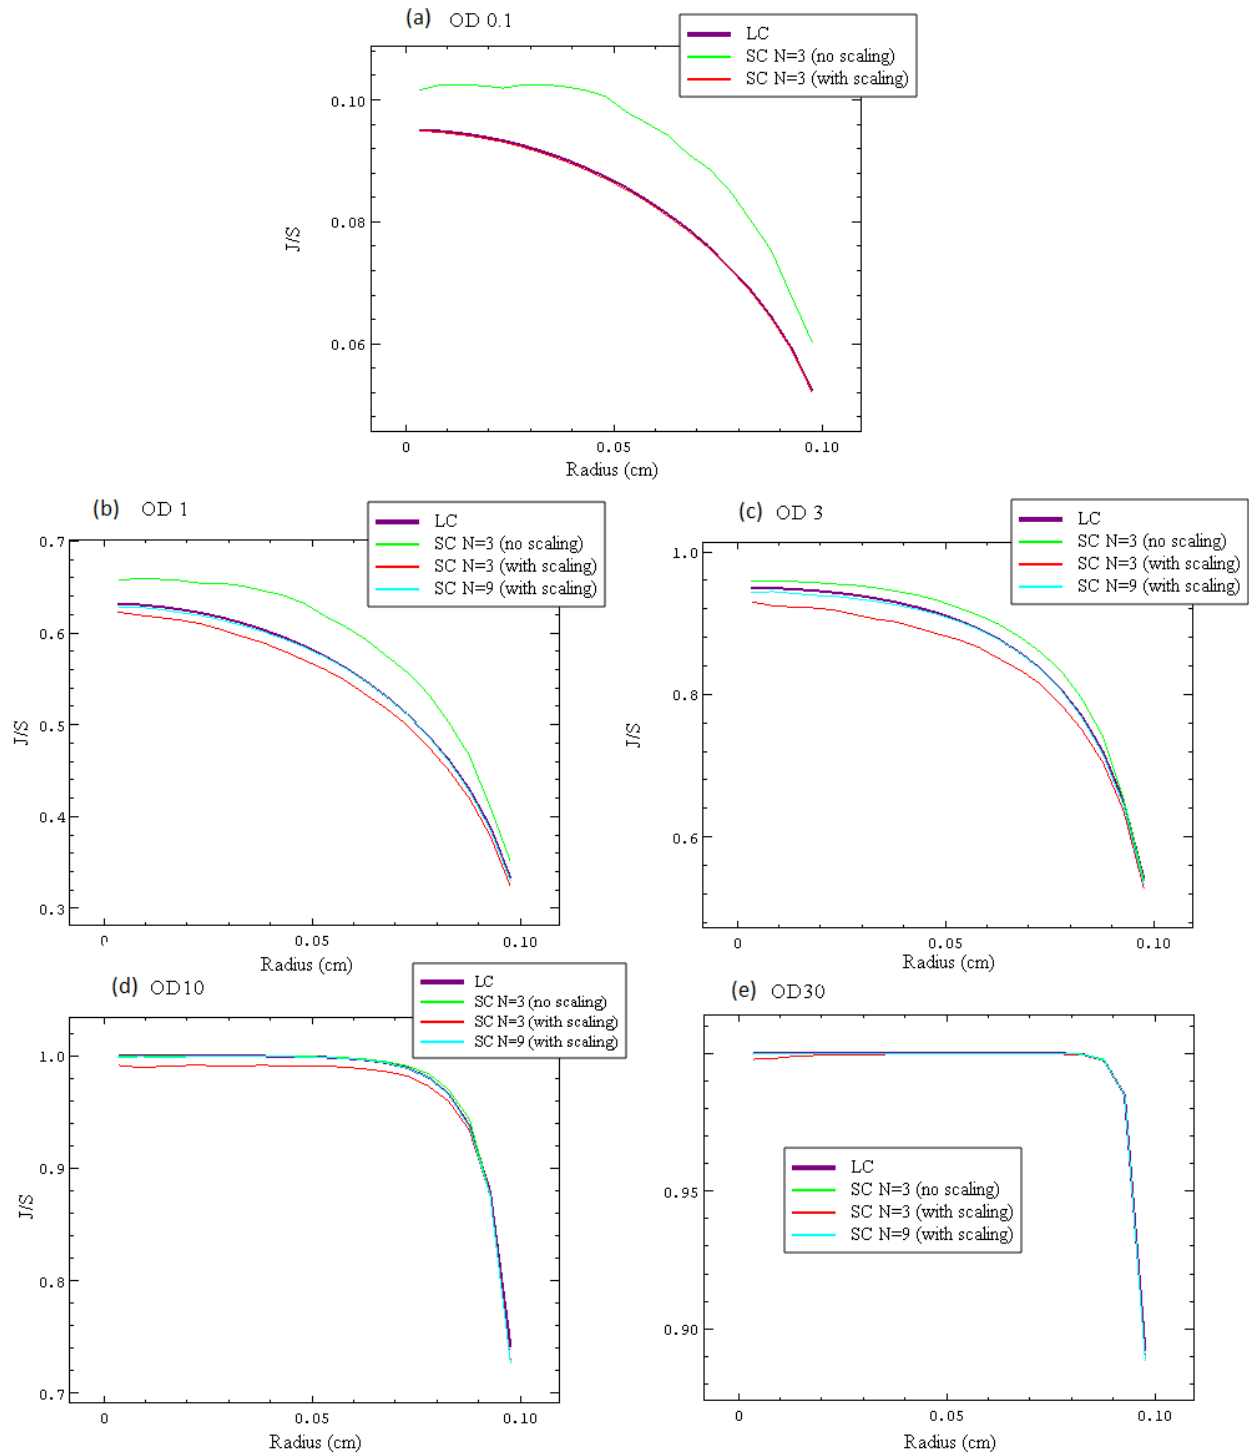 (a) OD 0.1
LC
SC N=3 (no scaling)
SC N=3 (with scaling)
0.10
0.08
0.06
J/S
0 0.05 0.10
Radius (cm)
(b) OD 1
LC
SC N=3 (no scaling)
SC N=3 (with scaling)
SC N=9 (with scaling)
0.7
0.6
0.5
0.4
0.3
J/S
0 0.05 0.10
Radius (cm)
(c) OD 3
LC
SC N=3 (no scaling)
SC N=3 (with scaling)
SC N=9 (with scaling)
1.0
0.8
0.6
J/S
0 0.05 0.10
Radius (cm)
(d) OD10
LC
SC N=3 (no scaling)
SC N=3 (with scaling)
SC N=9 (with scaling)
1.0
0.9
0.8
0.7
J/S
0 0.05 0.10
Radius (cm)
(e) OD30
LC
SC N=3 (no scaling)
SC N=3 (with scaling)
SC N=9 (with scaling)
0.95
0.90
0 0.05 0.10
Radius (cm)